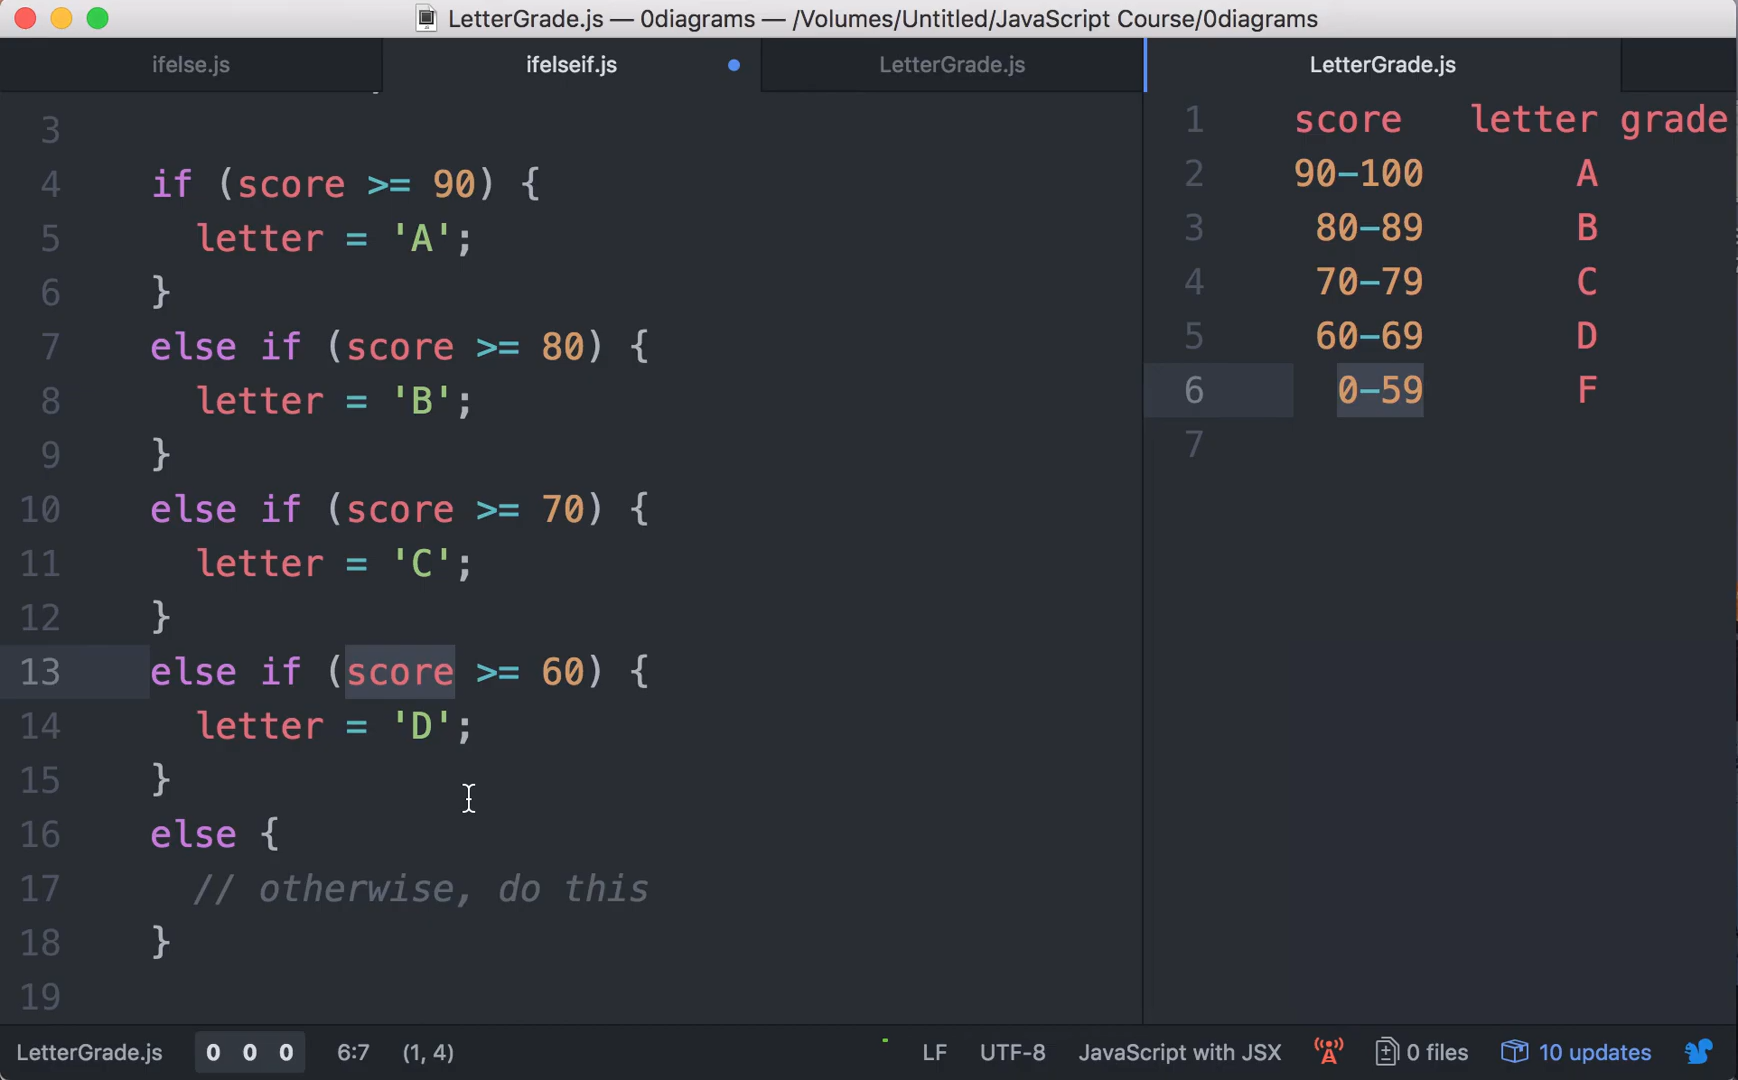 LetterGrade.js — 0diagrams — /Volumes/Untitled/JavaScript Course/0diagrams
ifelse.js
ifelseif.js
LetterGrade.js
LetterGrade.js
3
4 if (score >= 90) {
5 letter = 'A';
6 }
7 else if (score >= 80) {
8 letter = 'B';
9 }
10 else if (score >= 70) {
11 letter = 'C';
12 }
13 else if (score >= 60) {
14 letter = 'D';
15 }
16 else {
17 // otherwise, do this
18 }
19
1 score letter grade
2 90-100 A
3 80-89 B
4 70-79 C
5 60-69 D
6 0-59 F
7
LetterGrade.js 0 0 0 6:7 (1, 4) LF UTF-8 JavaScript with JSX 0 files 10 updates